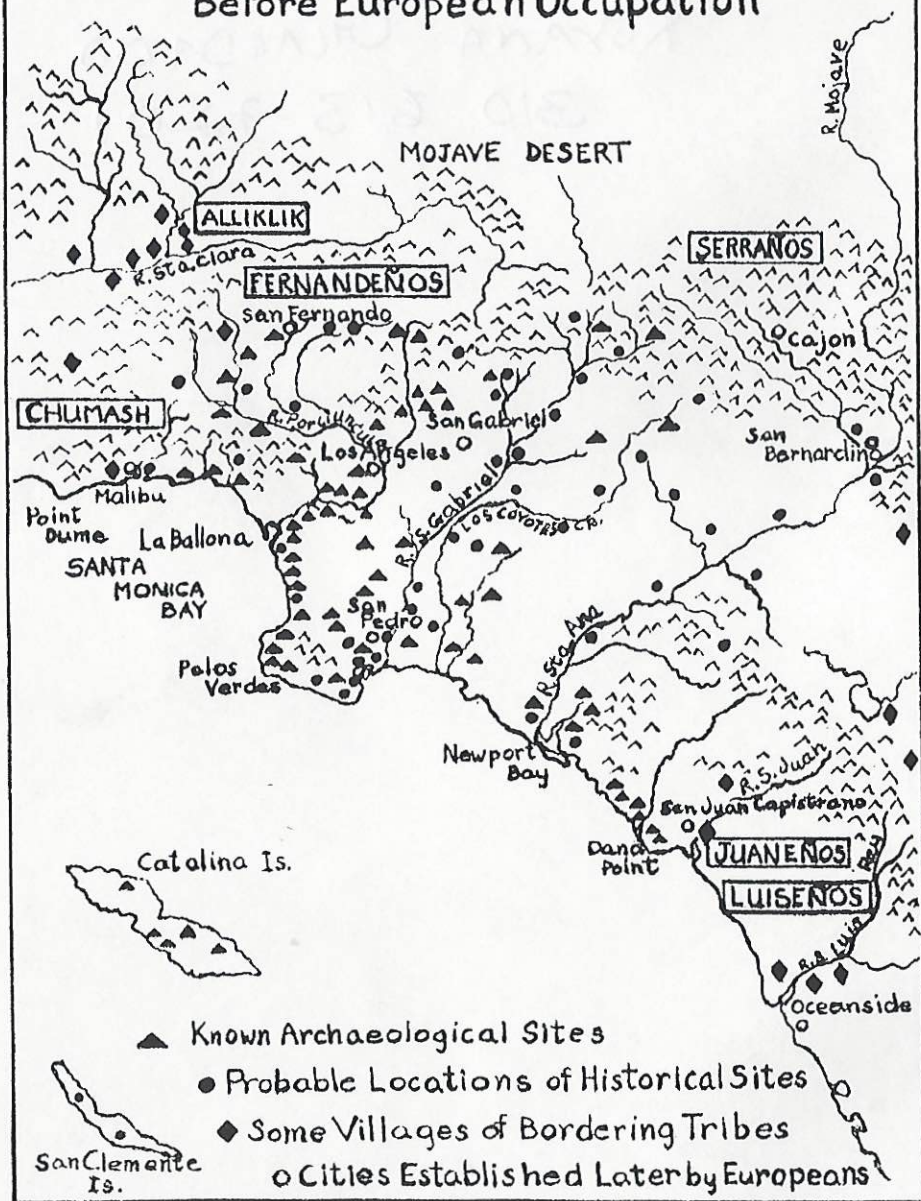 Before European Occupation
R. Mojave
MOJAVE DESERT
ALLIKLIK
SERRAÑOS
R. Sta. Clara
FERNANDEÑOS
San Fernando
Cajon
CHUMASH
San Gabriel
Los Angeles
San
Bernardino
Malibu
Point
Dume
La Ballona
R. S. Gabriel
LOS COYOTES CR.
SANTA
MONICA
BAY
San
Pedro
R. Sta Ana
Palos
Verdes
Newport
Bay
R. S. Juan
San Juan Capistrano
Dana
Point
JUANEÑOS
LUISEÑOS
Catalina Is.
R. S. Luis
Oceanside
Known Archaeological Sites
Probable Locations of Historical Sites
Some Villages of Bordering Tribes
Cities Established Later by Europeans
San Clemente
Is.